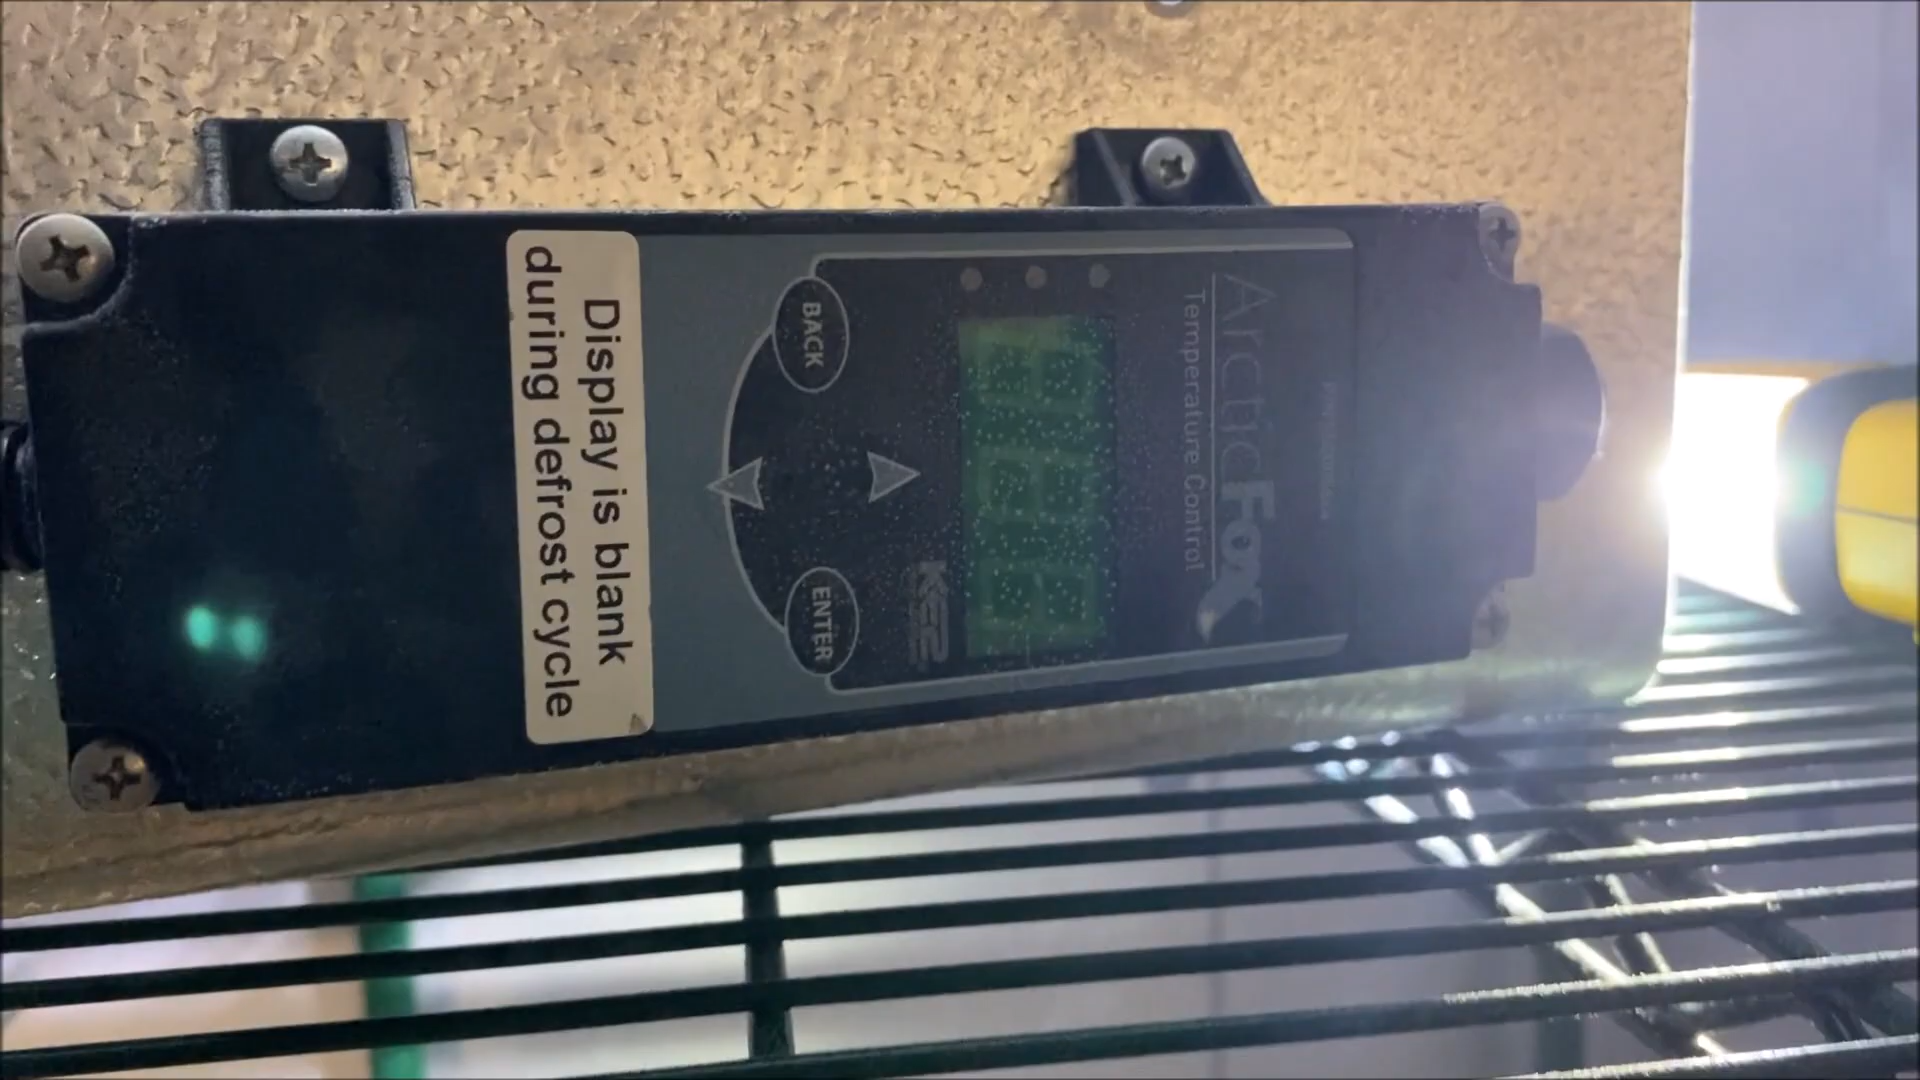 ArcticFox
Temperature Control
KE2
BACK
ENTER
Display is blank
during defrost cycle